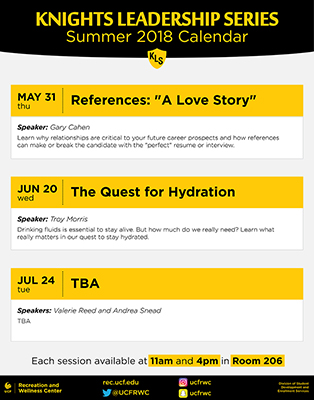 KNIGHTS LEADERSHIP SERIES
Summer 2018 Calendar
KLS
MAY 31
thu
References: "A Love Story"
Speaker: Gary Cahen
Learn why relationships are critical to your future career prospects and how references
can make or break the candidate with the "perfect" resume or interview.
JUN 20
wed
The Quest for Hydration
Speaker: Troy Morris
Drinking fluids is essential to stay alive. But how much do we really need? Learn what
really matters in our quest to stay hydrated.
JUL 24
tue
TBA
Speakers: Valerie Reed and Andrea Snead
TBA
Each session available at 11am and 4pm in Room 206
UCF
Recreation and
Wellness Center
rec.ucf.edu
@UCFRWC
ucfrwc
ucfrwc
Division of Student
Development and
Enrollment Services